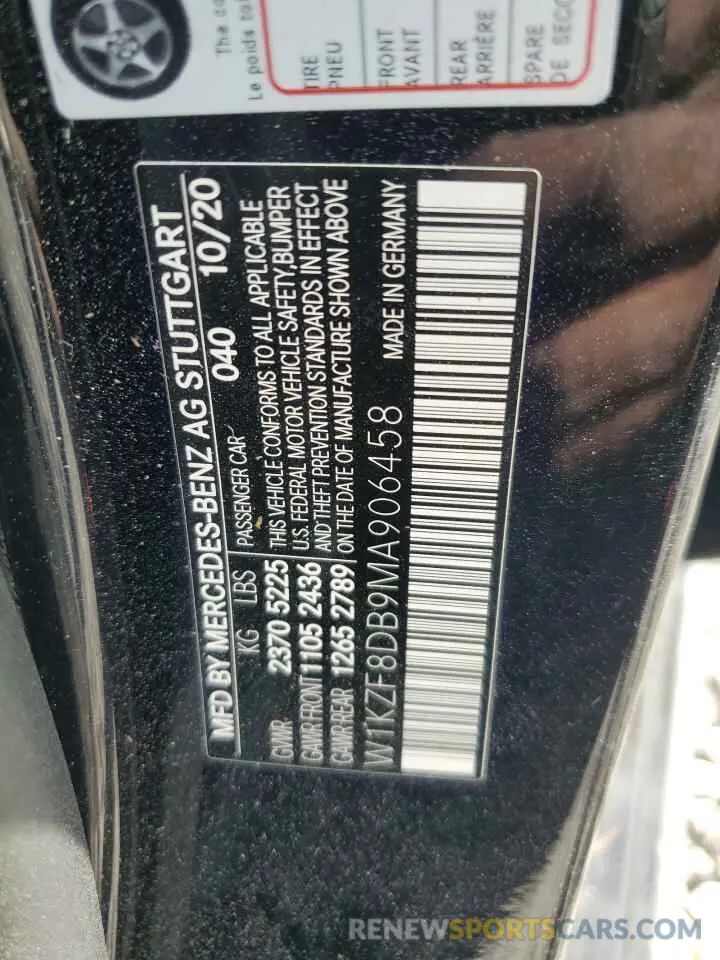 The co
Le poids to
TIRE
PNEU
FRONT
AVANT
REAR
ARRIÈRE
SPARE
DE SECO
MFD BY MERCEDES-BENZ AG STUTTGART
040 10/20
KG LBS PASSENGER CAR
GVWR 2370 5225 THIS VEHICLE CONFORMS TO ALL APPLICABLE
GAWR-FRONT 1105 2436 U.S. FEDERAL MOTOR VEHICLE SAFETY, BUMPER
GAWR-REAR 1265 2789 AND THEFT PREVENTION STANDARDS IN EFFECT
ON THE DATE OF MANUFACTURE SHOWN ABOVE
W1KZF8DB9MA906458 MADE IN GERMANY
RENEWSPORTSCARS.COM